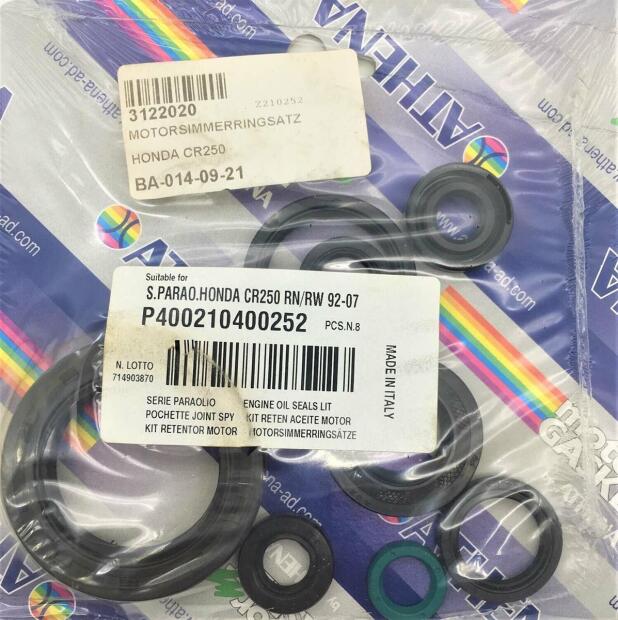 3122020
2210252
MOTORSIMMERRINGSATZ
HONDA CR250
BA-014-09-21
ATHENA
athena-ad.com
Suitable for
S.PARAO.HONDA CR250 RN/RW 92-07
P400210400252 PCS.N.8
N. LOTTO
714903870
MADE IN ITALY
SERIE PARAOLIO ENGINE OIL SEALS LIT
POCHETTE JOINT SPY KIT RETEN ACEITE MOTOR
KIT RETENTOR MOTOR MOTORSIMMERRINGSÄTZE
ATHENA
athena-ad.com
ATHENA
by